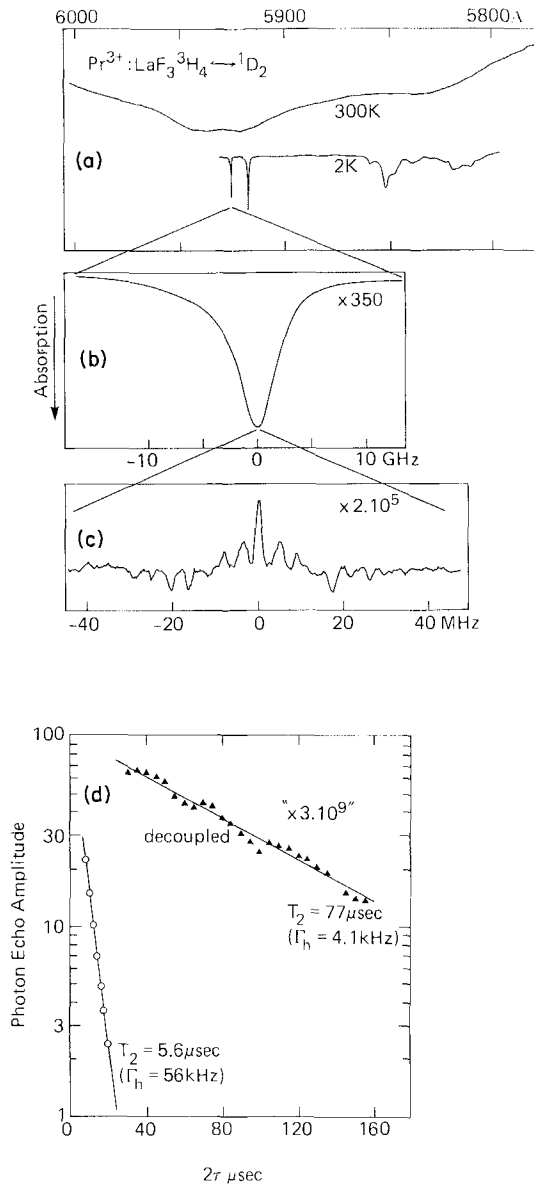 6000 5900 5800 Å
Pr³⁺:LaF₃ ³H₄ ⟷ ¹D₂
300K
(a)
2K
x 350
Absorption
(b)
-10 0 10 GHz
x 2.10⁵
(c)
-40 -20 0 20 40 MHz
100
(d)
"x3.10⁹"
30
decoupled
T₂ = 77μsec
(Γₕ = 4.1kHz)
10
Photon Echo Amplitude
3
T₂ = 5.6μsec
(Γₕ = 56kHz)
1
0 40 80 120 160
2τ μsec